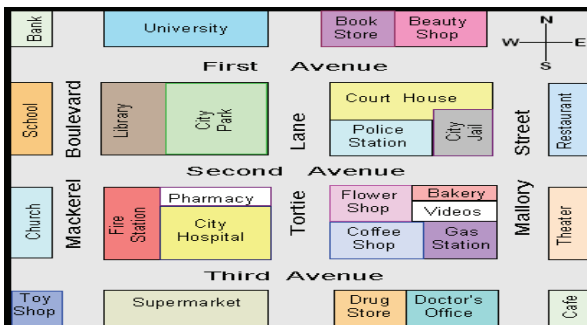 Bank
University
Book
Store
Beauty
Shop
N
W
E
S
First Avenue
School
Boulevard
Library
City
Park
Lane
Court House
Police
Station
City
Jail
Street
Restaurant
Second Avenue
Church
Mackerel
Fire
Station
Pharmacy
City
Hospital
Tortie
Flower
Shop
Bakery
Videos
Coffee
Shop
Gas
Station
Mallory
Theater
Third Avenue
Toy
Shop
Supermarket
Drug
Store
Doctor's
Office
Cafe